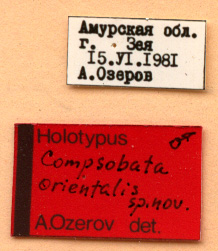 Амурская обл.
г. Зея
15.VI.1981
А.Озеров
Holotypus ♂
Compsobata
orientalis
sp.nov.
A.Ozerov det.